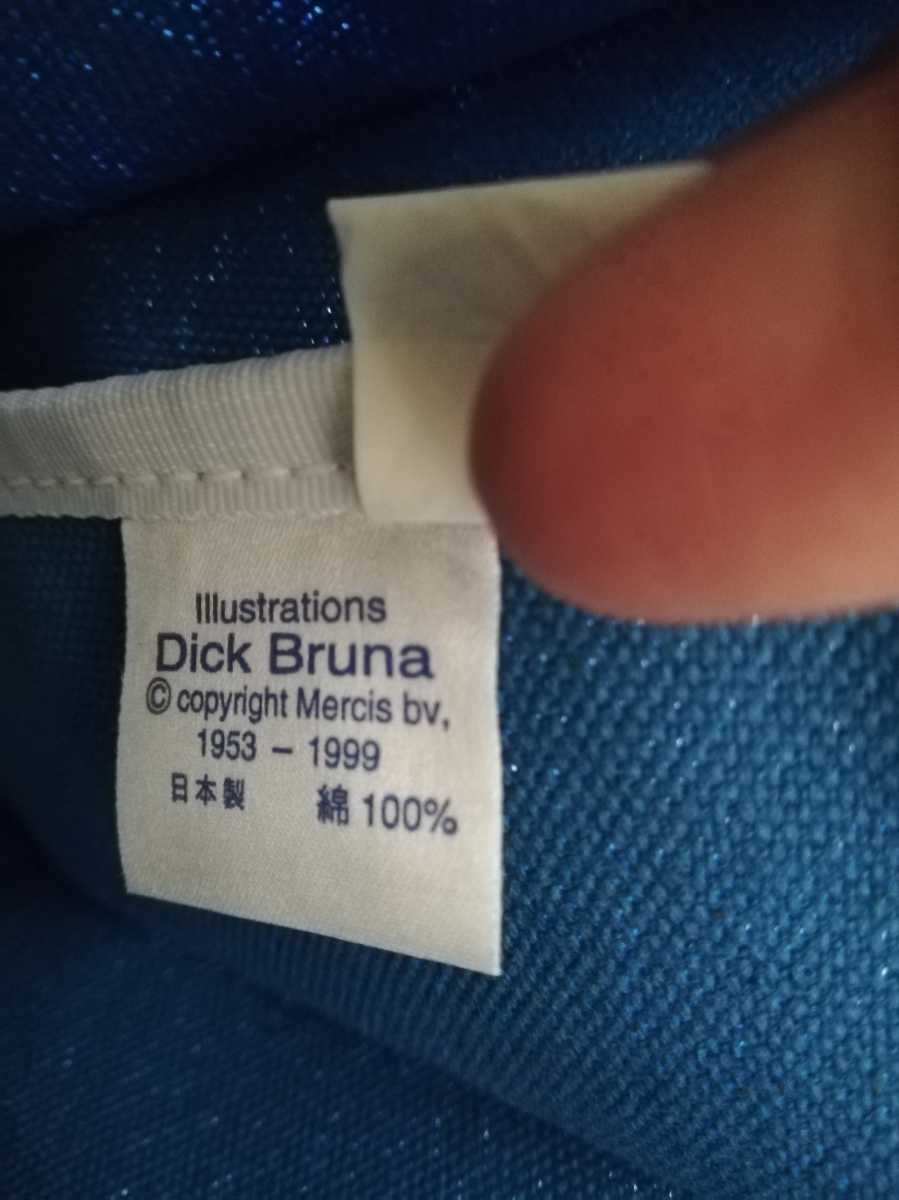 Illustrations
Dick Bruna
© copyright Mercis bv,
1953 – 1999
日本製 綿 100%